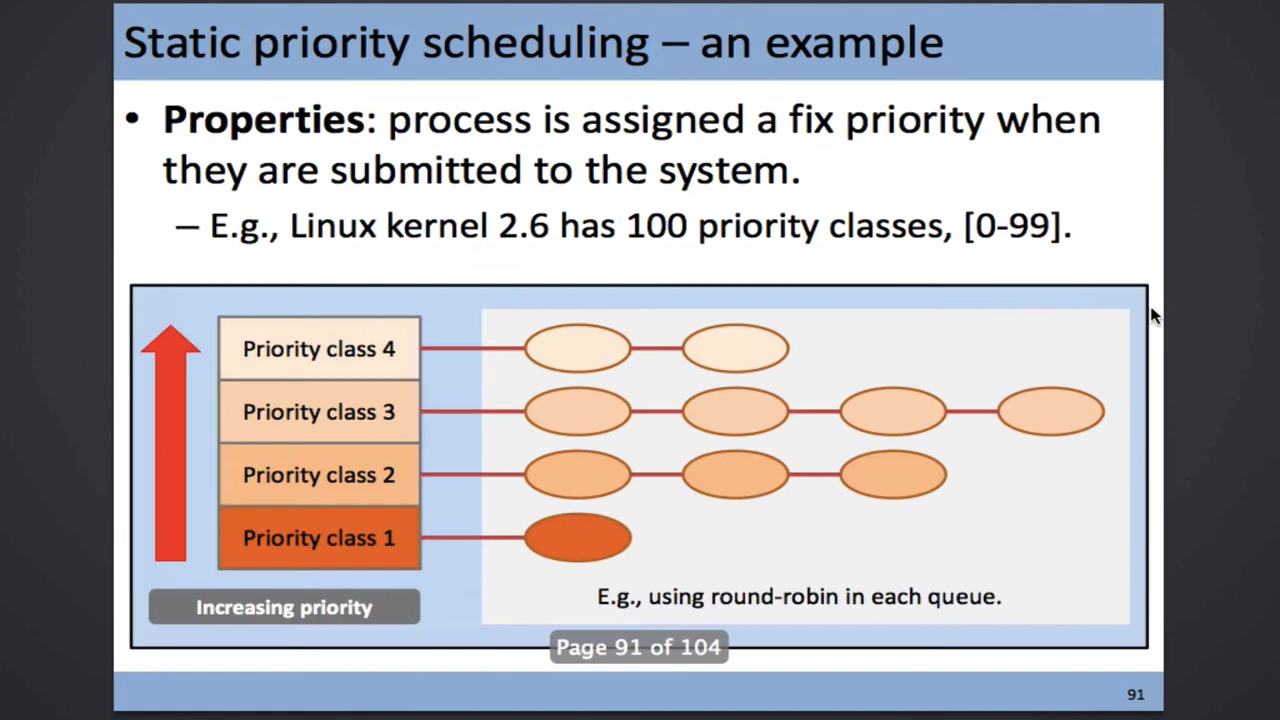 Static priority scheduling – an example
• Properties: process is assigned a fix priority when
they are submitted to the system.
– E.g., Linux kernel 2.6 has 100 priority classes, [0-99].
Priority class 4
Priority class 3
Priority class 2
Priority class 1
Increasing priority
E.g., using round-robin in each queue.
Page 91 of 104
91